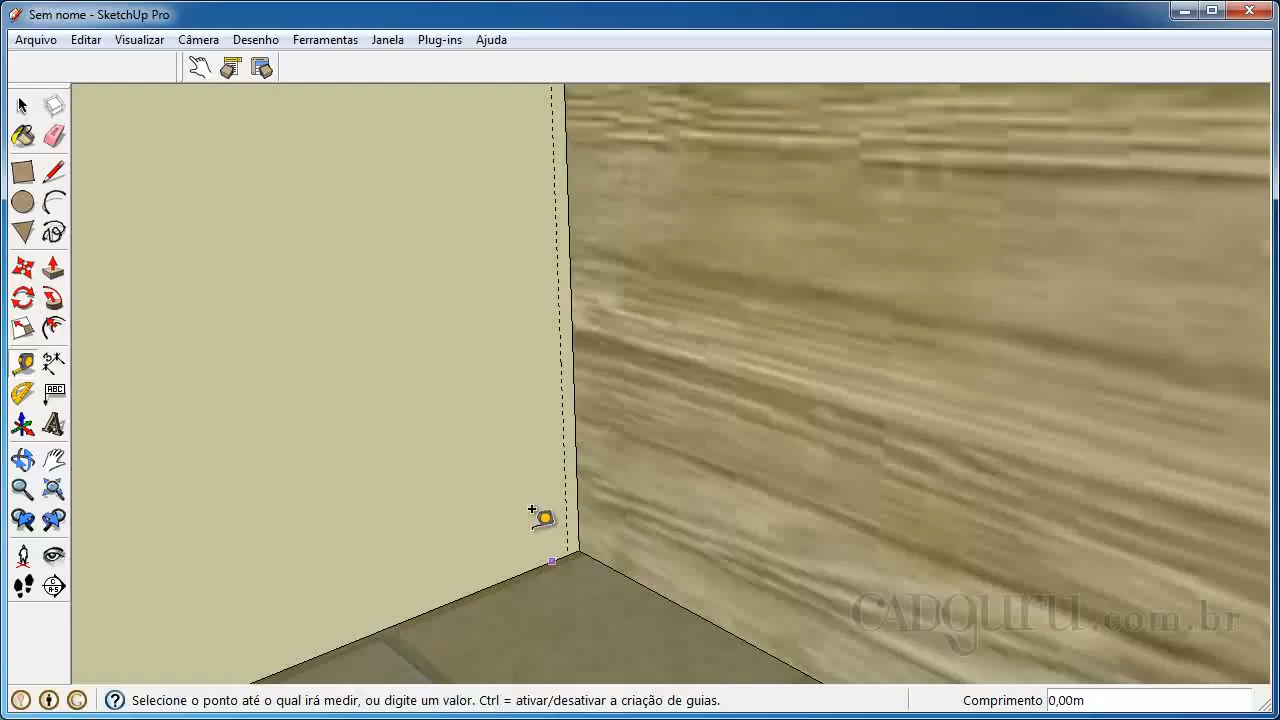 Sem nome - SketchUp Pro
Arquivo Editar Visualizar Câmera Desenho Ferramentas Janela Plug-ins Ajuda
ABC
CADGURU.com.br
Selecione o ponto até o qual irá medir, ou digite um valor. Ctrl = ativar/desativar a criação de guias.
Comprimento 0,00m